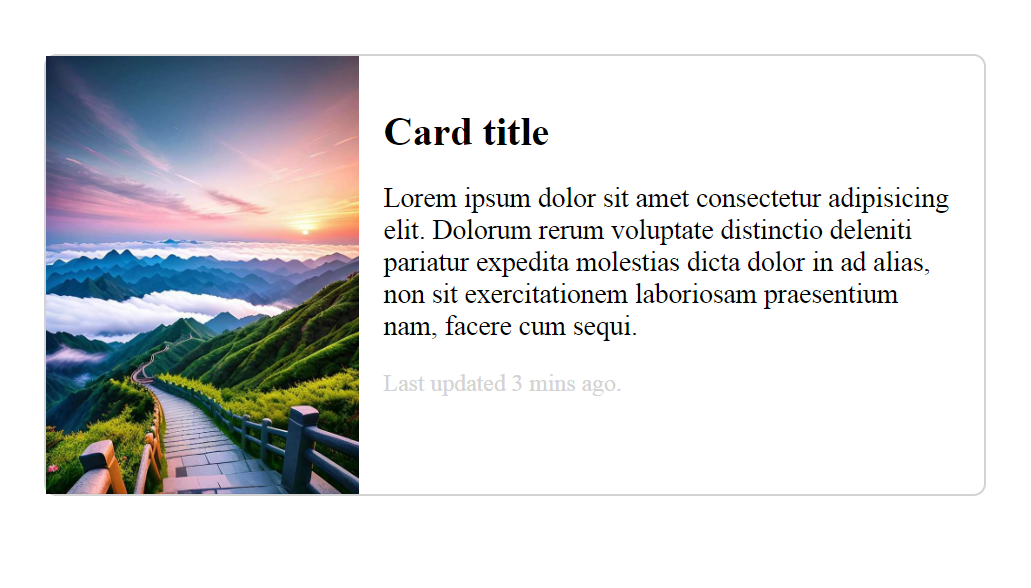 Card title
Lorem ipsum dolor sit amet consectetur adipisicing
elit. Dolorum rerum voluptate distinctio deleniti
pariatur expedita molestias dicta dolor in ad alias,
non sit exercitationem laboriosam praesentium
nam, facere cum sequi.
Last updated 3 mins ago.